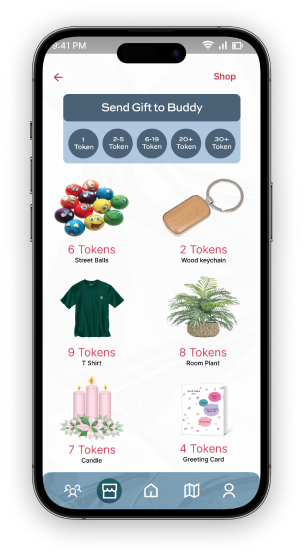 9:41 PM
Shop
Send Gift to Buddy
1 Token
2-5 Token
6-19 Token
20+ Token
30+ Token
6 Tokens
Street Balls
2 Tokens
Wood keychain
9 Tokens
T Shirt
8 Tokens
Room Plant
7 Tokens
Candle
4 Tokens
Greeting Card